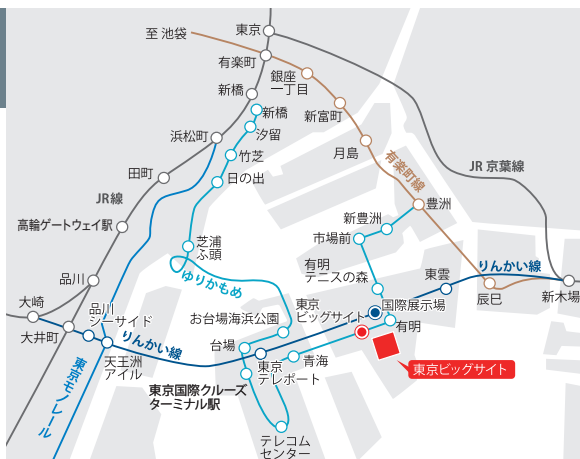 至 池袋
東京
有楽町
銀座
一丁目
新橋
新橋
新富町
汐留
浜松町
竹芝
月島
有楽町線
JR 京葉線
田町
日の出
JR線
豊洲
新豊洲
高輪ゲートウェイ駅
芝浦
ふ頭
市場前
有明
テニスの森
りんかい線
東雲
品川
ゆりかもめ
辰巳
新木場
大崎
品川
シーサイド
お台場海浜公園
東京
ビッグサイト
国際展示場
有明
大井町
りんかい線
台場
天王洲
アイル
東京
テレポート
青海
東京ビッグサイト
東京モノレール
東京国際クルーズ
ターミナル駅
テレコム
センター